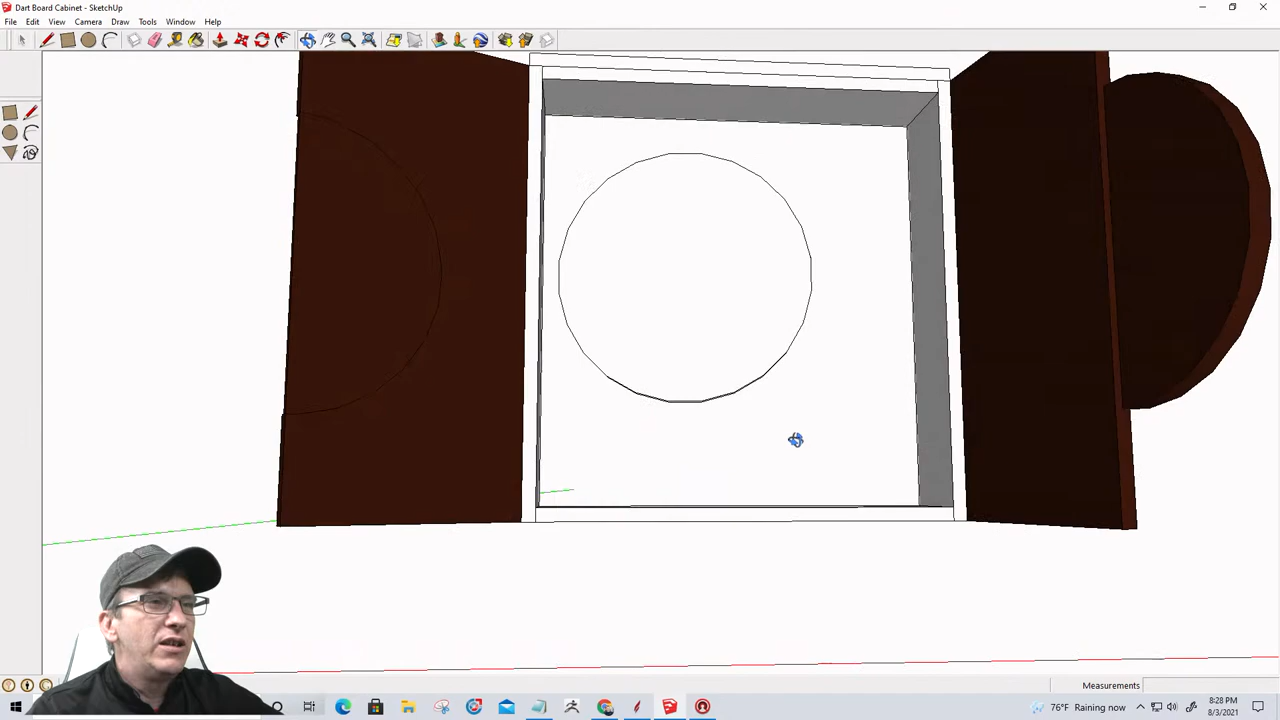 Dart Board Cabinet - SketchUp
File Edit View Camera Draw Tools Window Help
Measurements
76°F Raining now
8:28 PM
8/3/2021